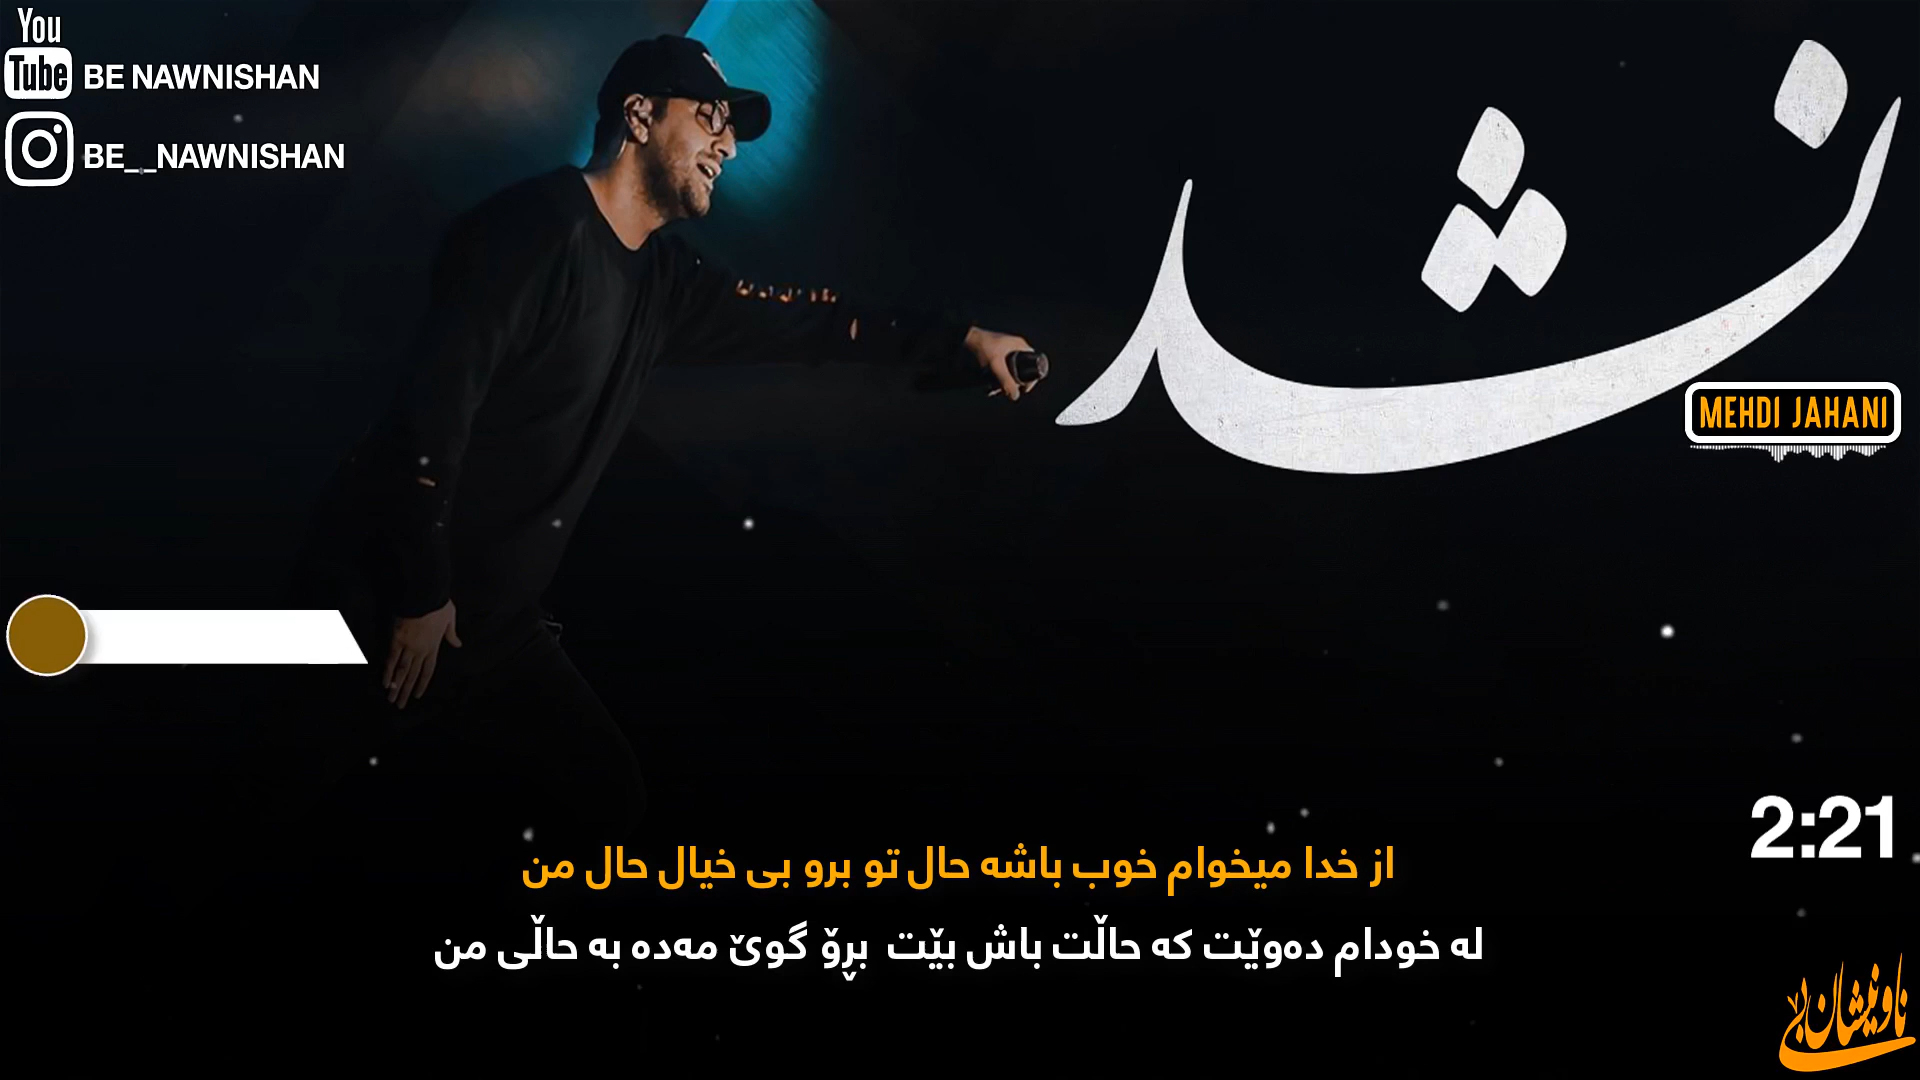 You
Tube BE NAWNISHAN
BE__NAWNISHAN
نشد
MEHDI JAHANI
2:21
از خدا میخوام خوب باشه حال تو برو بی خیال حال من
لە خودام دەوێت کە حاڵت باش بێت بڕۆ گوێ مەدە بە حاڵی من
بێ ناونیشان